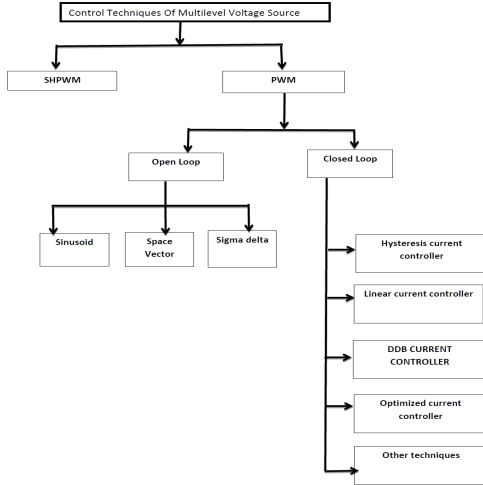 Control Techniques Of Multilevel Voltage Source
SHPWM
PWM
Open Loop
Closed Loop
Sinusoid
Space
Vector
Sigma delta
Hysteresis current
controller
Linear current controller
DDB CURRENT
CONTROLLER
Optimized current
controller
Other techniques